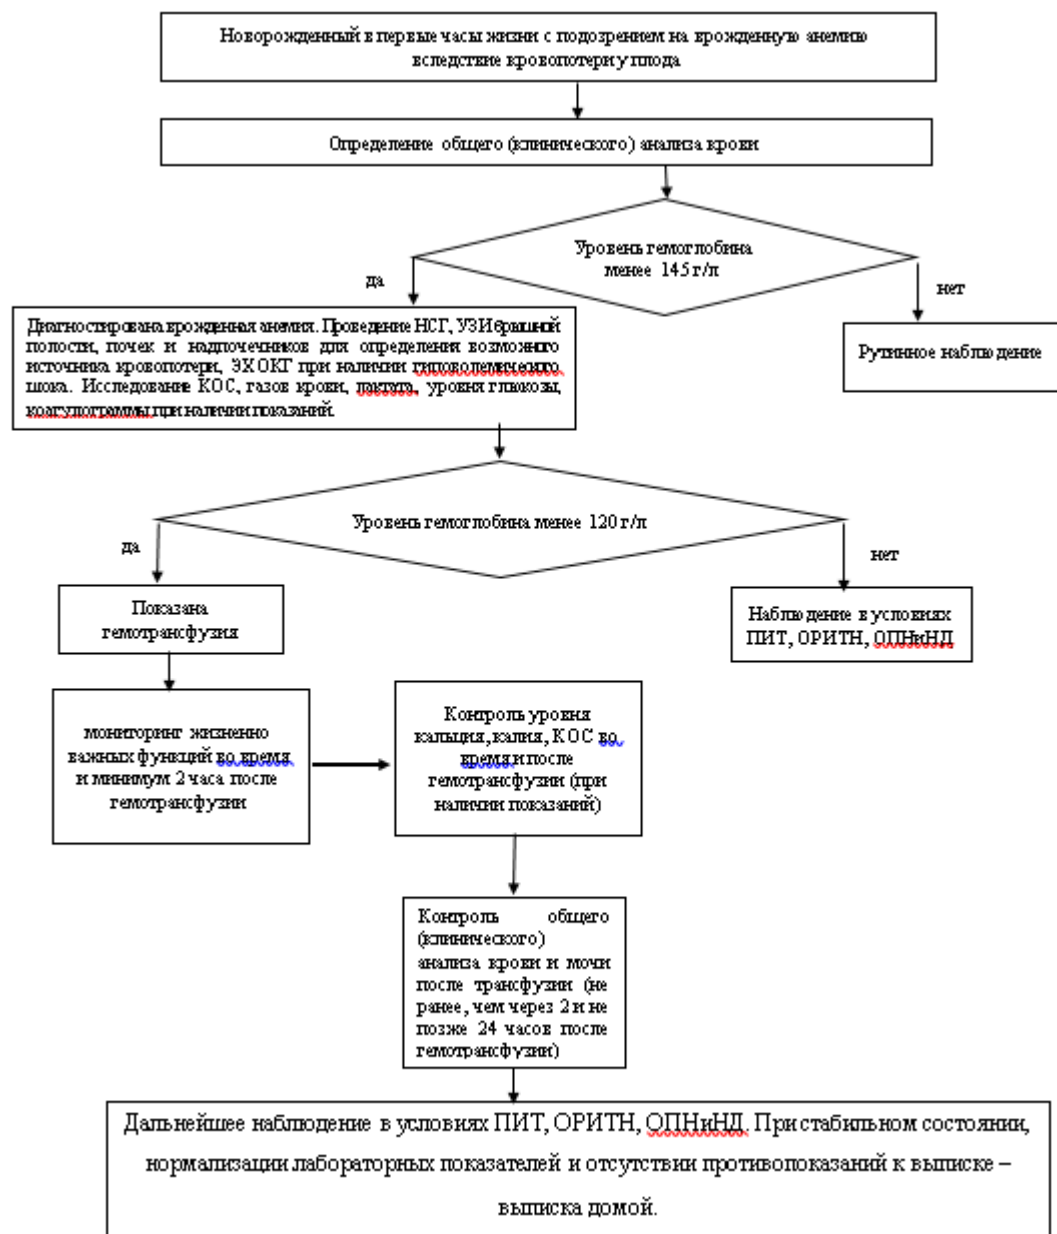 Новорожденный в первые часы жизни с подозрением на врожденную анемию
вследствие кровопотери у плода
Определение общего (клинического) анализа крови
Уровень гемоглобина
менее 145 г/л
да
нет
Диагностирована врожденная анемия. Проведение НСГ, УЗИ брюшной
полости, почек и надпочечников для определения возможного
источника кровопотери, ЭХОКГ при наличии гиповолемического
шока. Исследование КОС, газов крови, лактата, уровня глюкозы,
коагулограммы при наличии показаний.
Рутинное наблюдение
Уровень гемоглобина менее 120 г/л
да
нет
Показана
гемотрансфузия
Наблюдение в условиях
ПИТ, ОРИТН, ОПНиНД
мониторинг жизненно
важных функций во время
и минимум 2 часа после
гемотрансфузии
Контроль уровня
кальция, калия, КОС во
время и после
гемотрансфузии (при
наличии показаний)
Контроль общего
(клинического)
анализа крови и мочи
после трансфузии (не
ранее, чем через 2 и не
позже 24 часов после
гемотрансфузии)
Дальнейшее наблюдение в условиях ПИТ, ОРИТН, ОПНиНД. При стабильном состоянии,
нормализации лабораторных показателей и отсутствии противопоказаний к выписке –
выписка домой.